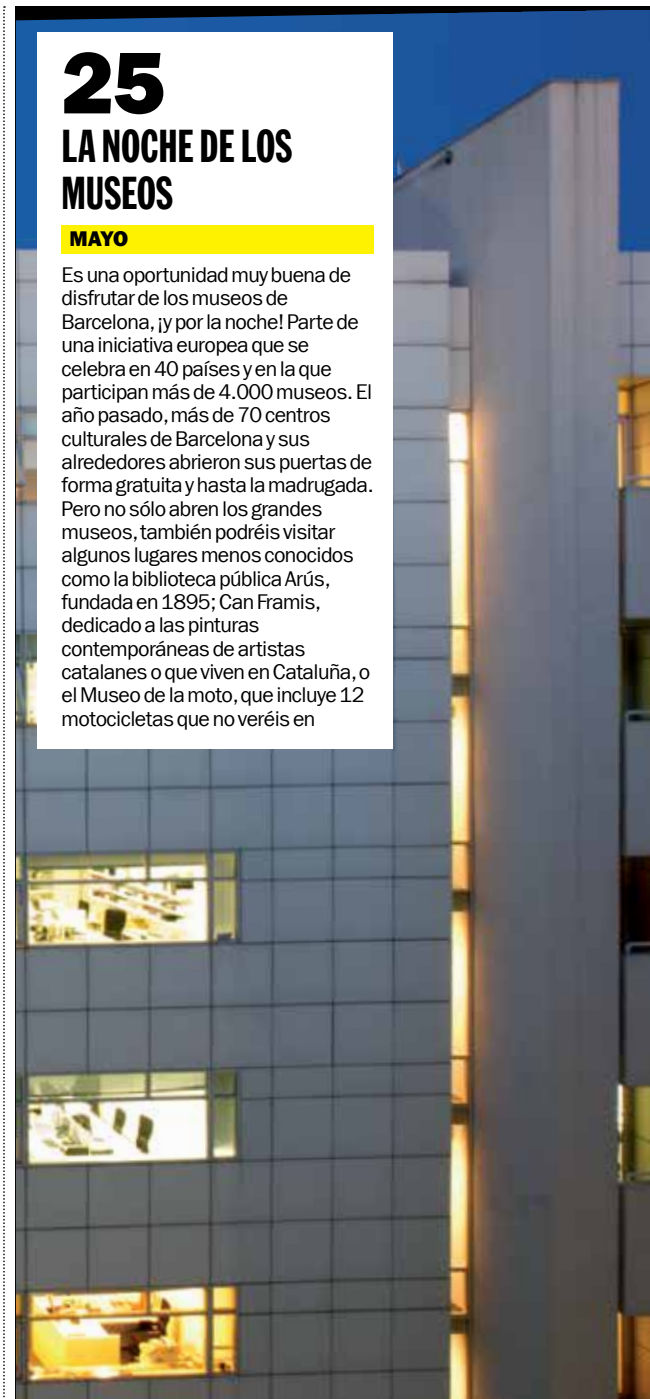 25
LA NOCHE DE LOS
MUSEOS
MAYO
Es una oportunidad muy buena de
disfrutar de los museos de
Barcelona, ¡y por la noche! Parte de
una iniciativa europea que se
celebra en 40 países y en la que
participan más de 4.000 museos. El
año pasado, más de 70 centros
culturales de Barcelona y sus
alrededores abrieron sus puertas de
forma gratuita y hasta la madrugada.
Pero no sólo abren los grandes
museos, también podréis visitar
algunos lugares menos conocidos
como la biblioteca pública Arús,
fundada en 1895; Can Framis,
dedicado a las pinturas
contemporáneas de artistas
catalanes o que viven en Cataluña, o
el Museo de la moto, que incluye 12
motocicletas que no veréis en